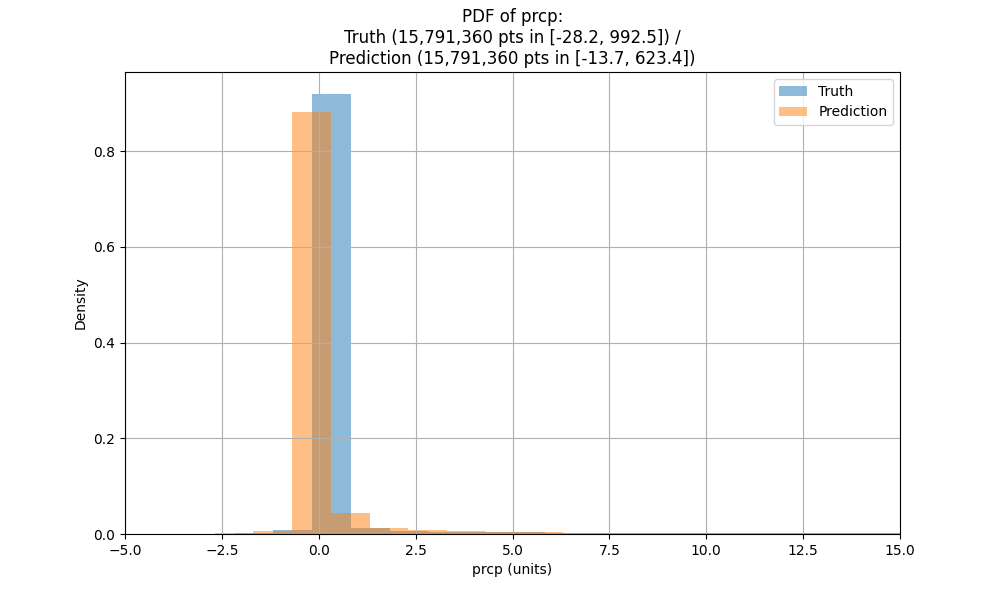 PDF of prcp:
Truth (15,791,360 pts in [-28.2, 992.5]) /
Prediction (15,791,360 pts in [-13.7, 623.4])
Truth
Prediction
Density
0.8
0.6
0.4
0.2
0.0
−5.0 −2.5 0.0 2.5 5.0 7.5 10.0 12.5 15.0
prcp (units)